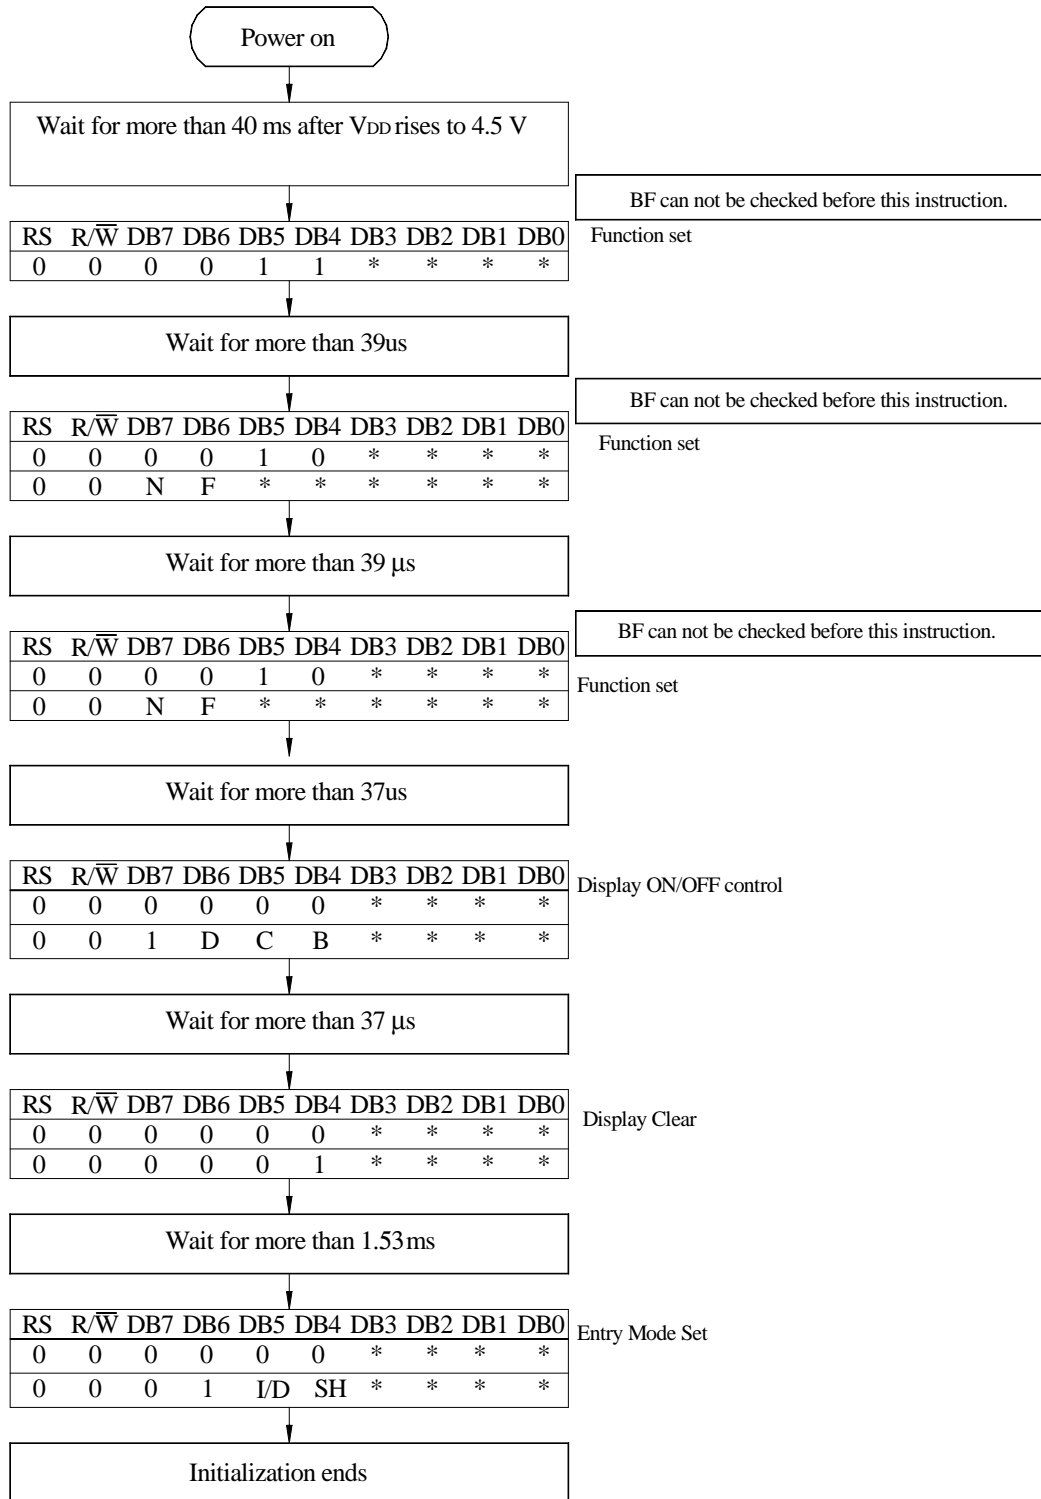 Power on
Wait for more than 40 ms after VDD rises to 4.5 V
BF can not be checked before this instruction.
RS R/W̅ DB7 DB6 DB5 DB4 DB3 DB2 DB1 DB0
Function set
0 0 0 0 1 1 * * * *
Wait for more than 39us
BF can not be checked before this instruction.
RS R/W̅ DB7 DB6 DB5 DB4 DB3 DB2 DB1 DB0
Function set
0 0 0 0 1 0 * * * *
0 0 N F * * * * * *
Wait for more than 39 μs
BF can not be checked before this instruction.
RS R/W̅ DB7 DB6 DB5 DB4 DB3 DB2 DB1 DB0
0 0 0 0 1 0 * * * *
Function set
0 0 N F * * * * * *
Wait for more than 37us
RS R/W̅ DB7 DB6 DB5 DB4 DB3 DB2 DB1 DB0
Display ON/OFF control
0 0 0 0 0 0 * * * *
0 0 1 D C B * * * *
Wait for more than 37 μs
RS R/W̅ DB7 DB6 DB5 DB4 DB3 DB2 DB1 DB0
Display Clear
0 0 0 0 0 0 * * * *
0 0 0 0 0 1 * * * *
Wait for more than 1.53ms
RS R/W̅ DB7 DB6 DB5 DB4 DB3 DB2 DB1 DB0
Entry Mode Set
0 0 0 0 0 0 * * * *
0 0 0 1 I/D SH * * * *
Initialization ends